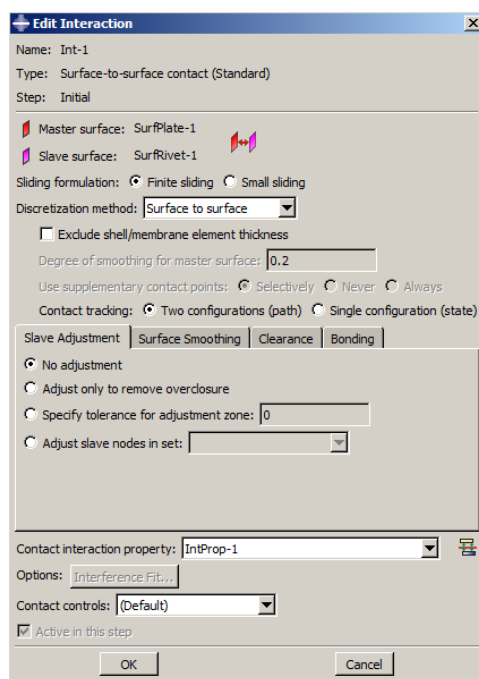 Edit Interaction
Name: Int-1
Type: Surface-to-surface contact (Standard)
Step: Initial
Master surface: SurfPlate-1
Slave surface: SurfRivet-1
Sliding formulation: Finite sliding Small sliding
Discretization method: Surface to surface
Exclude shell/membrane element thickness
Degree of smoothing for master surface: 0.2
Use supplementary contact points: Selectively Never Always
Contact tracking: Two configurations (path) Single configuration (state)
Slave Adjustment Surface Smoothing Clearance Bonding
No adjustment
Adjust only to remove overclosure
Specify tolerance for adjustment zone: 0
Adjust slave nodes in set:
Contact interaction property: IntProp-1
Options: Interference Fit...
Contact controls: (Default)
Active in this step
OK Cancel